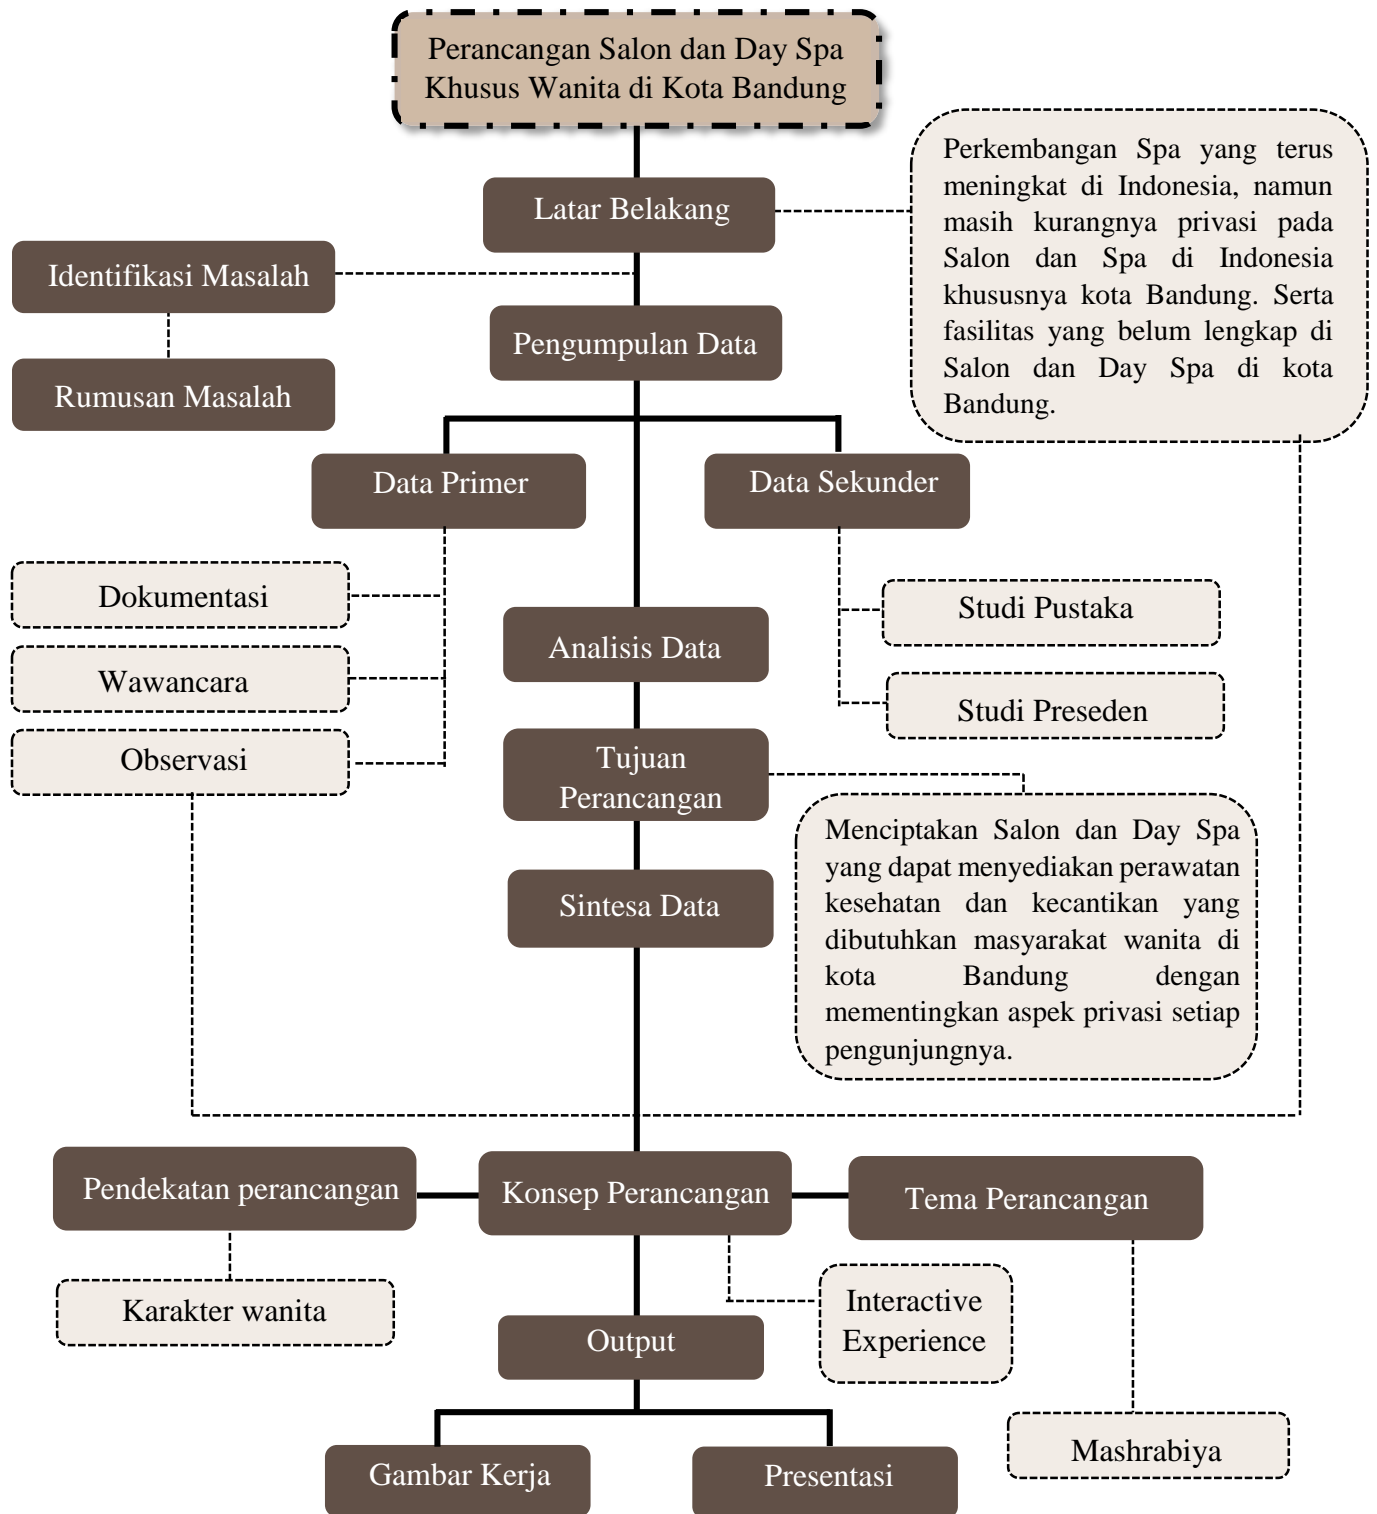 Perancangan Salon dan Day Spa
Khusus Wanita di Kota Bandung
Latar Belakang
Perkembangan Spa yang terus
meningkat di Indonesia, namun
masih kurangnya privasi pada
Salon dan Spa di Indonesia
khususnya kota Bandung. Serta
fasilitas yang belum lengkap di
Salon dan Day Spa di kota
Bandung.
Identifikasi Masalah
Rumusan Masalah
Pengumpulan Data
Data Primer
Data Sekunder
Dokumentasi
Wawancara
Observasi
Studi Pustaka
Studi Preseden
Analisis Data
Tujuan
Perancangan
Menciptakan Salon dan Day Spa
yang dapat menyediakan perawatan
kesehatan dan kecantikan yang
dibutuhkan masyarakat wanita di
kota Bandung dengan
mementingkan aspek privasi setiap
pengunjungnya.
Sintesa Data
Pendekatan perancangan
Konsep Perancangan
Tema Perancangan
Karakter wanita
Interactive
Experience
Output
Mashrabiya
Gambar Kerja
Presentasi